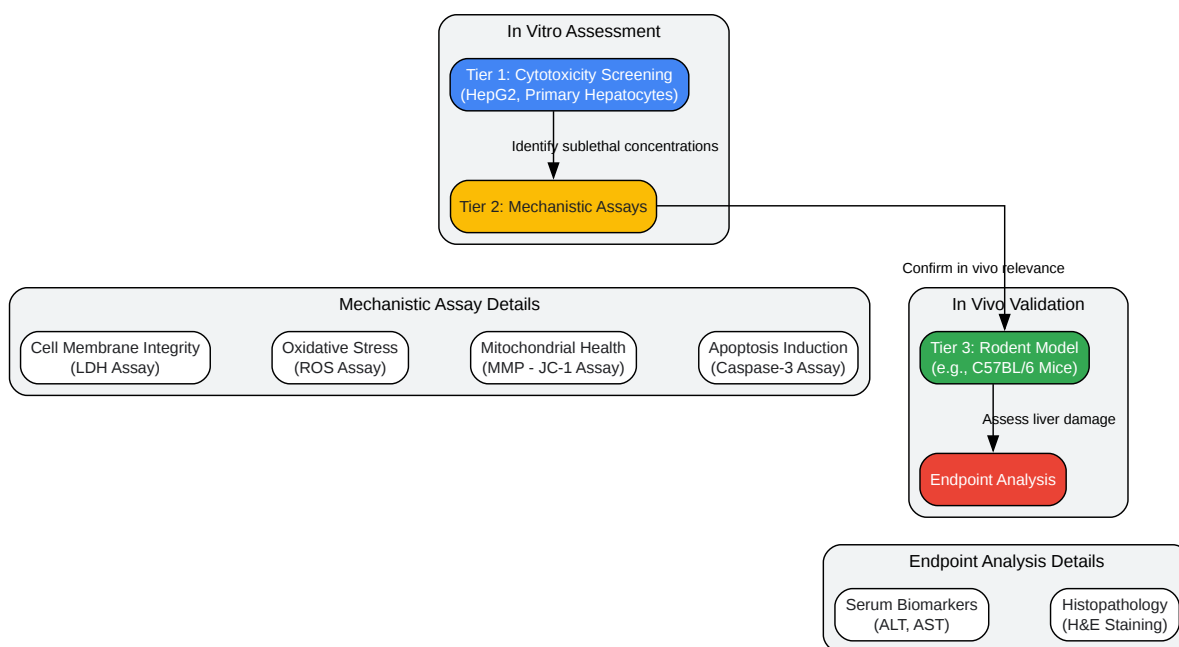 In Vitro Assessment
Tier 1: Cytotoxicity Screening
(HepG2, Primary Hepatocytes)
Identify sublethal concentrations
Tier 2: Mechanistic Assays
Confirm in vivo relevance
Mechanistic Assay Details
Cell Membrane Integrity
(LDH Assay)
Oxidative Stress
(ROS Assay)
Mitochondrial Health
(MMP - JC-1 Assay)
Apoptosis Induction
(Caspase-3 Assay)
In Vivo Validation
Tier 3: Rodent Model
(e.g., C57BL/6 Mice)
Assess liver damage
Endpoint Analysis
Endpoint Analysis Details
Serum Biomarkers
(ALT, AST)
Histopathology
(H&E Staining)